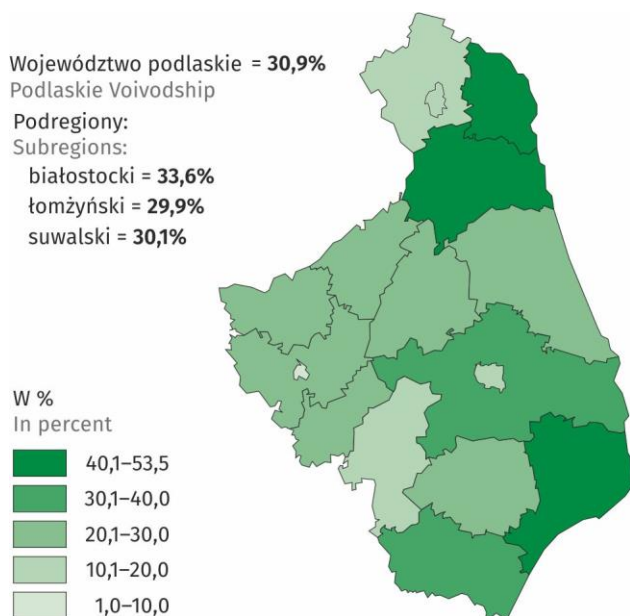 Województwo podlaskie = 30,9%
Podlaskie Voivodship
Podregiony:
Subregions:
białostocki = 33,6%
łomżyński = 29,9%
suwalski = 30,1%
W %
In percent
40,1–53,5
30,1–40,0
20,1–30,0
10,1–20,0
1,0–10,0